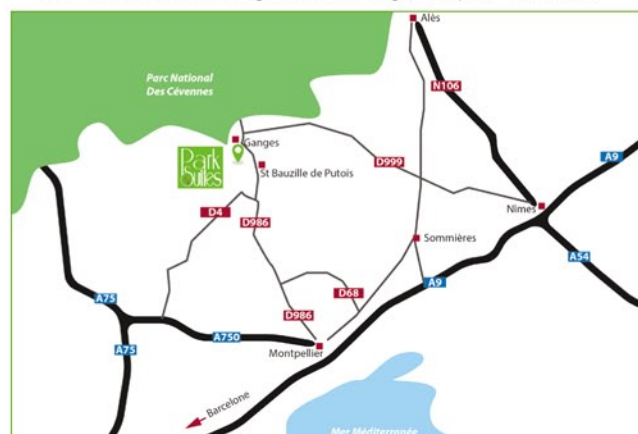 Alès
Parc National
Des Cévennes
N106
A9
Ganges
D999
Park
Suites
St Bauzille de Putois
D4
D986
Nîmes
Sommières
A54
A9
A75
D68
D986
A750
A75
Montpellier
Barcelone
Mer Méditerranée